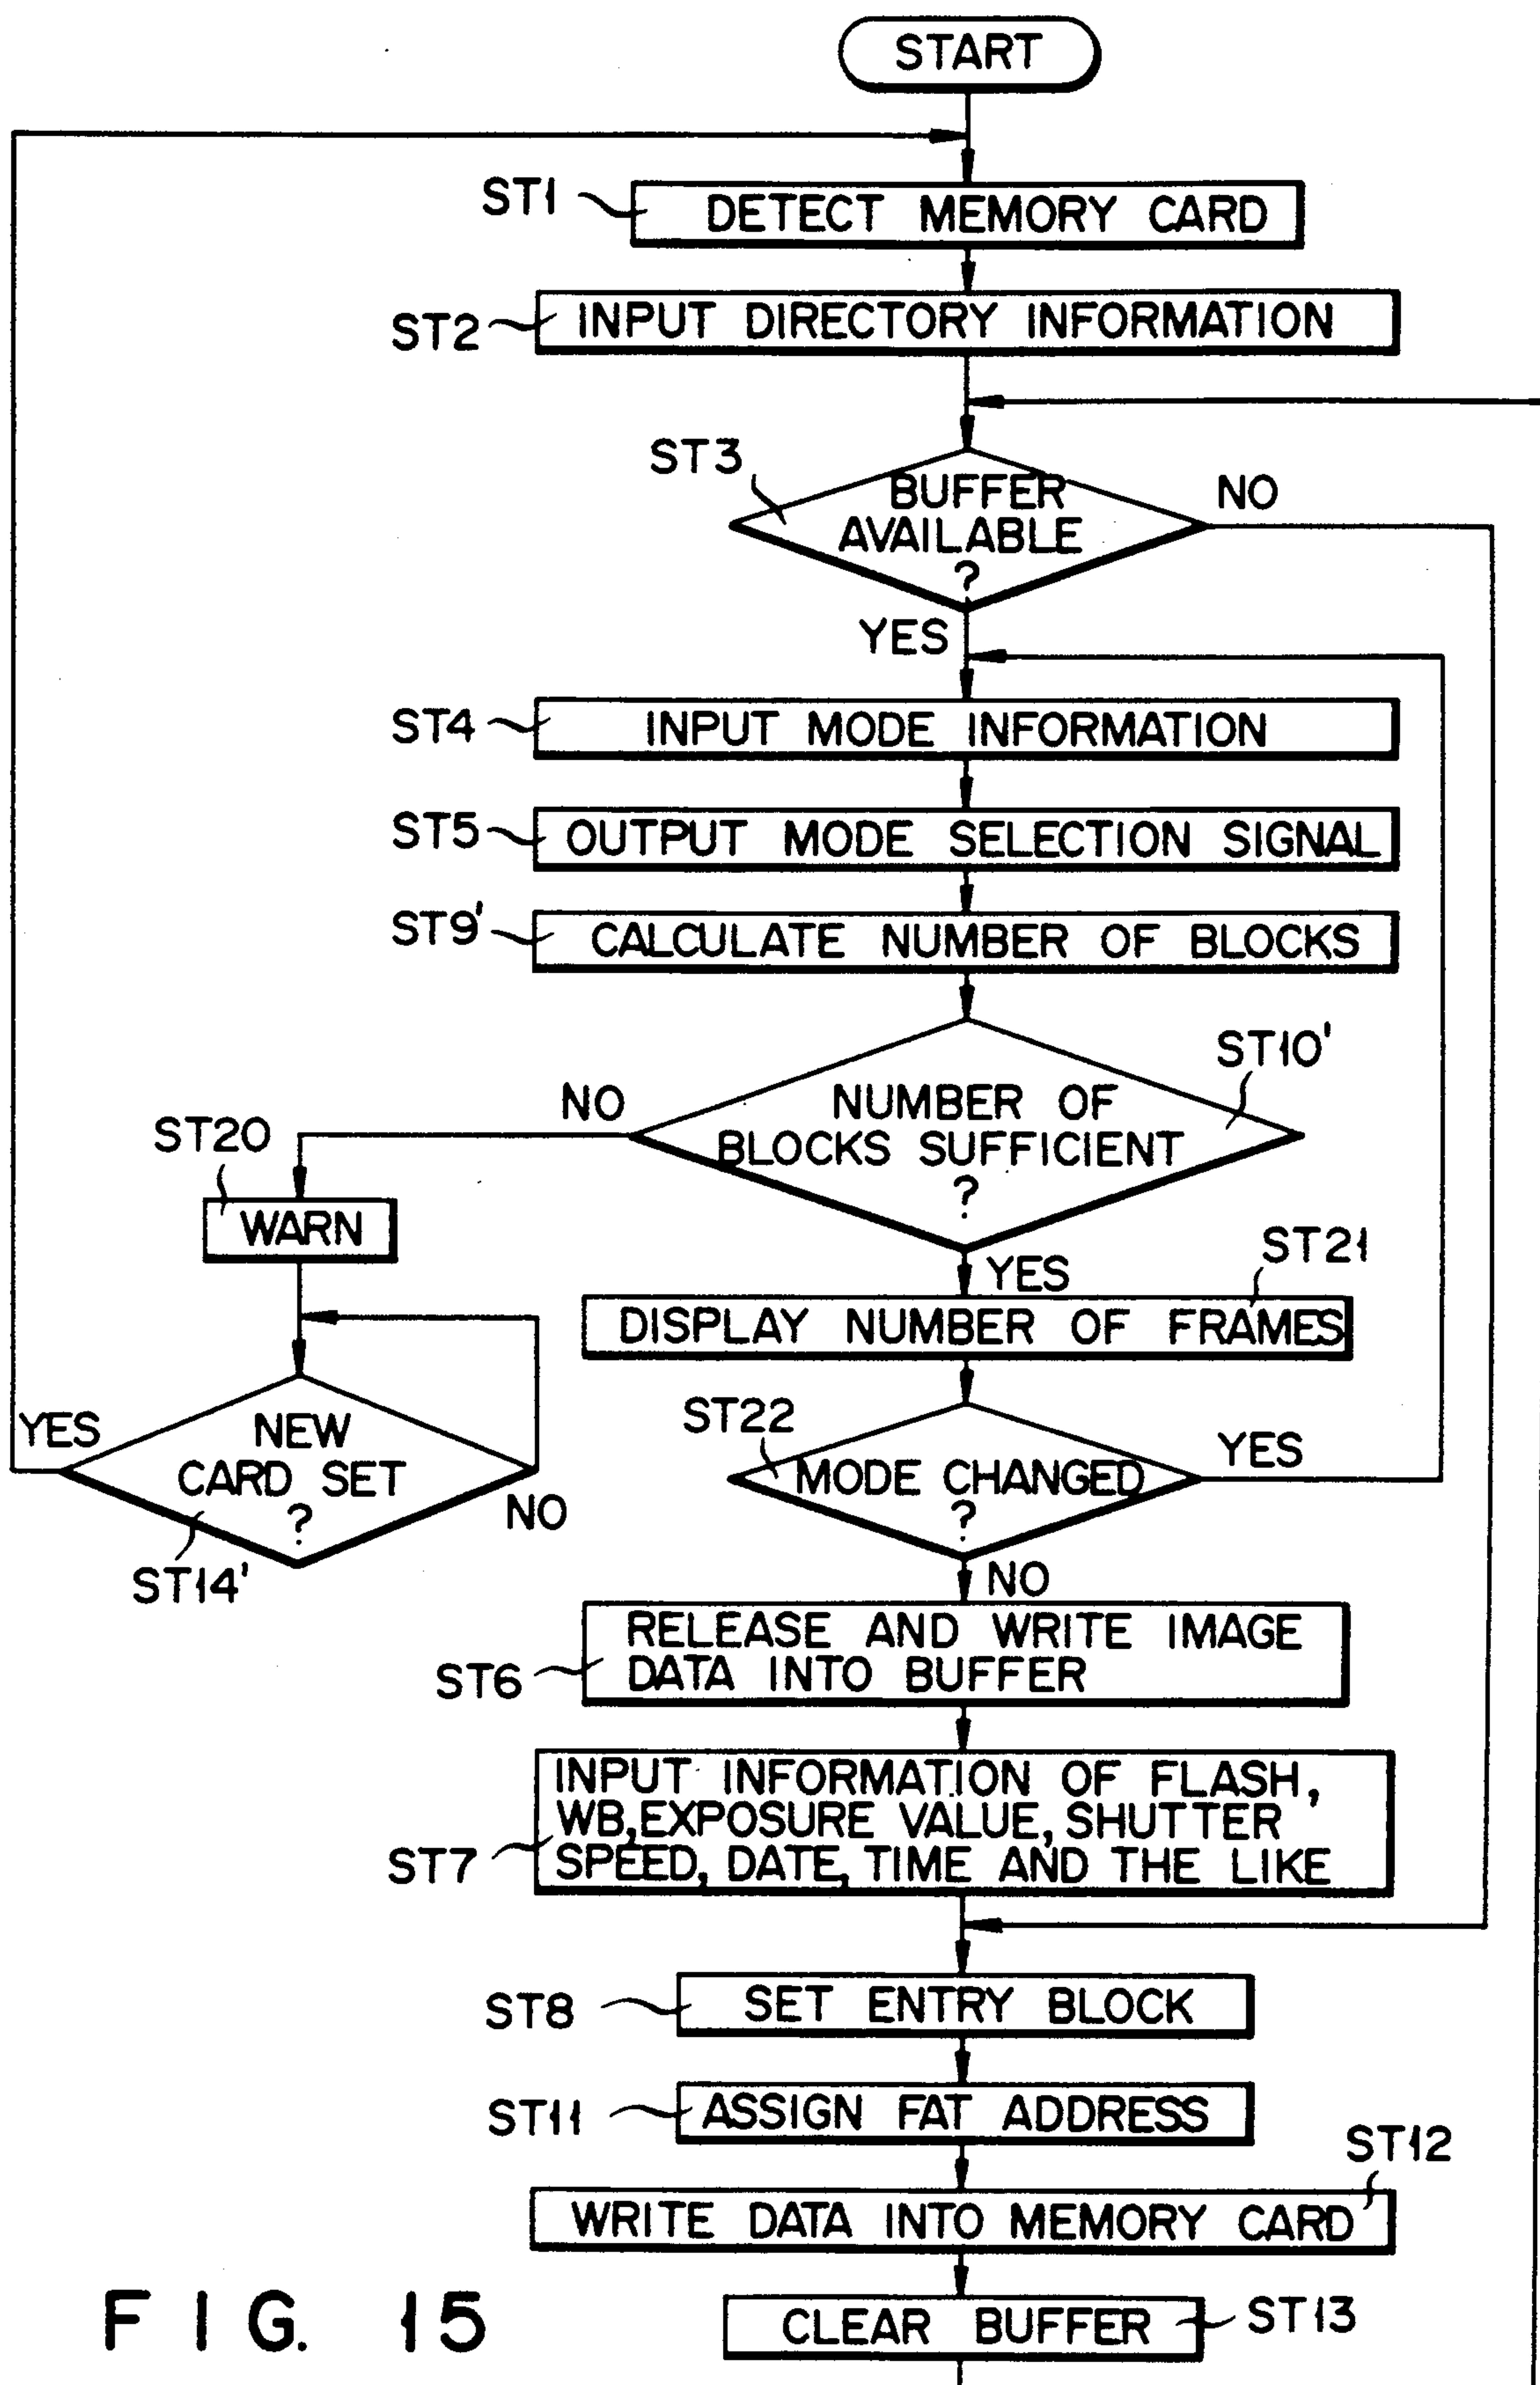 START
ST1
DETECT MEMORY CARD
ST2
INPUT DIRECTORY INFORMATION
ST3
BUFFER
AVAILABLE
?
NO
YES
ST4
INPUT MODE INFORMATION
ST5
OUTPUT MODE SELECTION SIGNAL
ST9'
CALCULATE NUMBER OF BLOCKS
ST10'
NUMBER OF
BLOCKS SUFFICIENT
?
NO
YES
ST20
WARN
ST21
DISPLAY NUMBER OF FRAMES
NEW
CARD SET
?
YES
NO
ST14'
ST22
MODE CHANGED
?
YES
NO
ST6
RELEASE AND WRITE IMAGE
DATA INTO BUFFER
ST7
INPUT INFORMATION OF FLASH,
WB, EXPOSURE VALUE, SHUTTER
SPEED, DATE, TIME AND THE LIKE
ST8
SET ENTRY BLOCK
ST11
ASSIGN FAT ADDRESS
ST12
WRITE DATA INTO MEMORY CARD
CLEAR BUFFER
ST13
FIG. 15